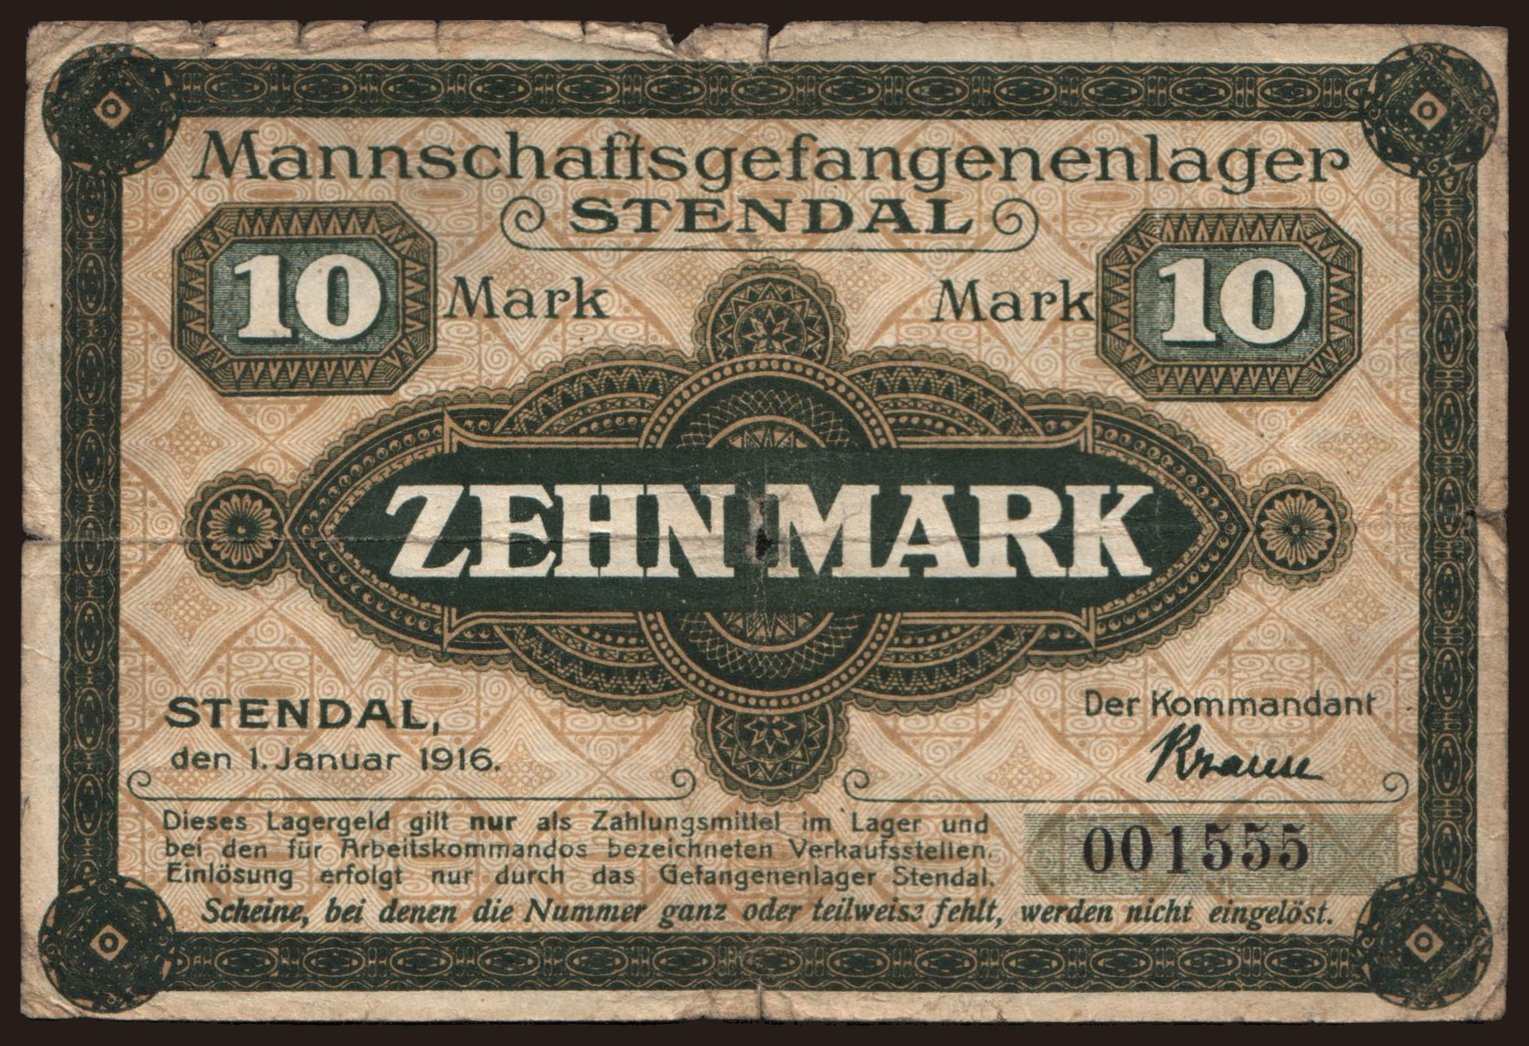 Mannschaftsgefangenenlager
STENDAL
10 Mark Mark 10
ZEHN MARK
STENDAL,
den 1. Januar 1916.
Der Kommandant
Krause
Dieses Lagergeld gilt nur als Zahlungsmittel im Lager und
bei den für Arbeitskommandos bezeichneten Verkaufsstellen.
Einlösung erfolgt nur durch das Gefangenenlager Stendal.
001555
Scheine, bei denen die Nummer ganz oder teilweise fehlt, werden nicht eingelöst.